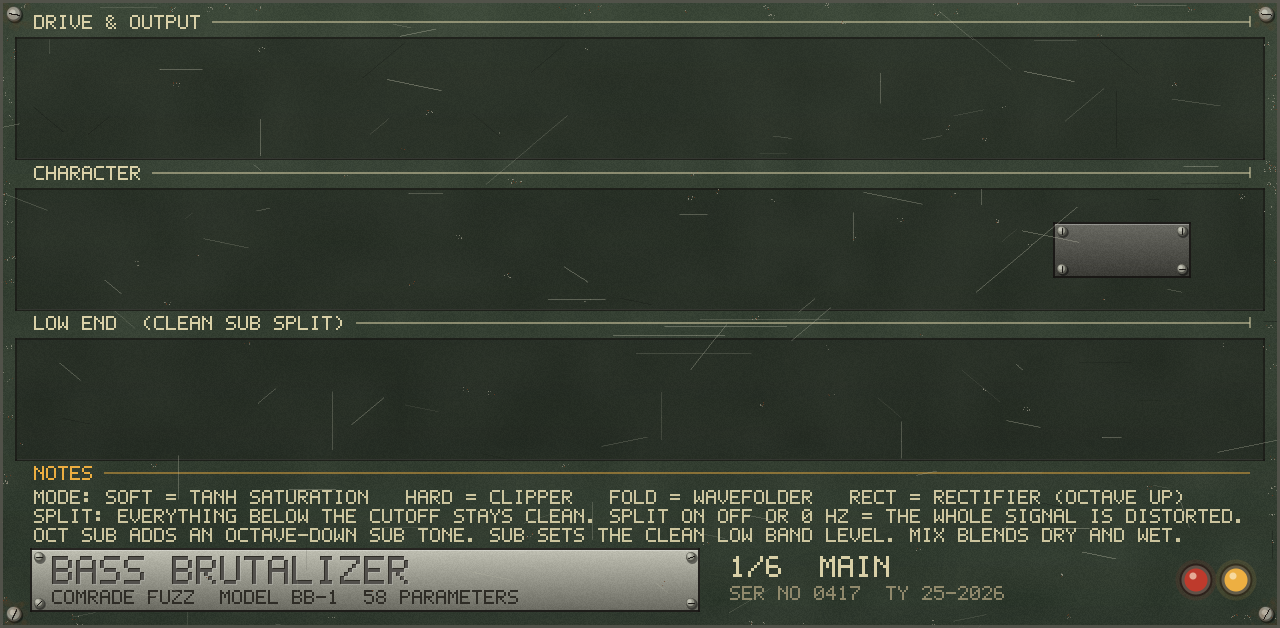 DRIVE & OUTPUT
CHARACTER
LOW END (CLEAN SUB SPLIT)
NOTES
MODE: SOFT = TANH SATURATION HARD = CLIPPER FOLD = WAVEFOLDER RECT = RECTIFIER (OCTAVE UP)
SPLIT: EVERYTHING BELOW THE CUTOFF STAYS CLEAN. SPLIT ON OFF OR 0 HZ = THE WHOLE SIGNAL IS DISTORTED.
OCT SUB ADDS AN OCTAVE-DOWN SUB TONE. SUB SETS THE CLEAN LOW BAND LEVEL. MIX BLENDS DRY AND WET.
BASS BRUTALIZER
COMRADE FUZZ MODEL BB-1 58 PARAMETERS
1/6 MAIN
SER NO 0417 TY 25-2026